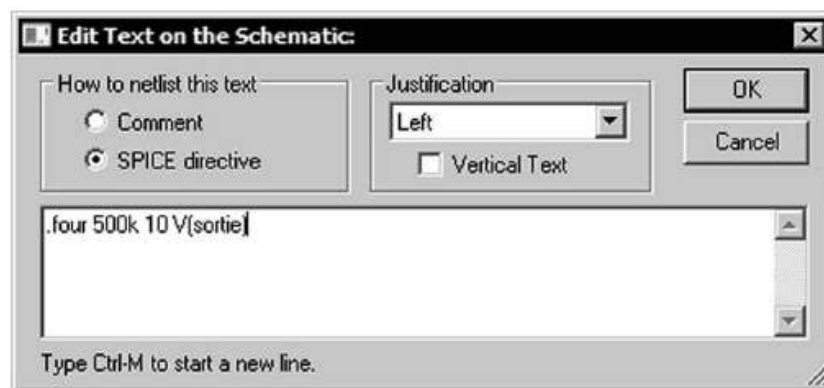 Edit Text on the Schematic:
How to netlist this text
Comment
SPICE directive
Justification
Left
Vertical Text
OK
Cancel
.four 500k 10 V(sortie)
Type Ctrl-M to start a new line.